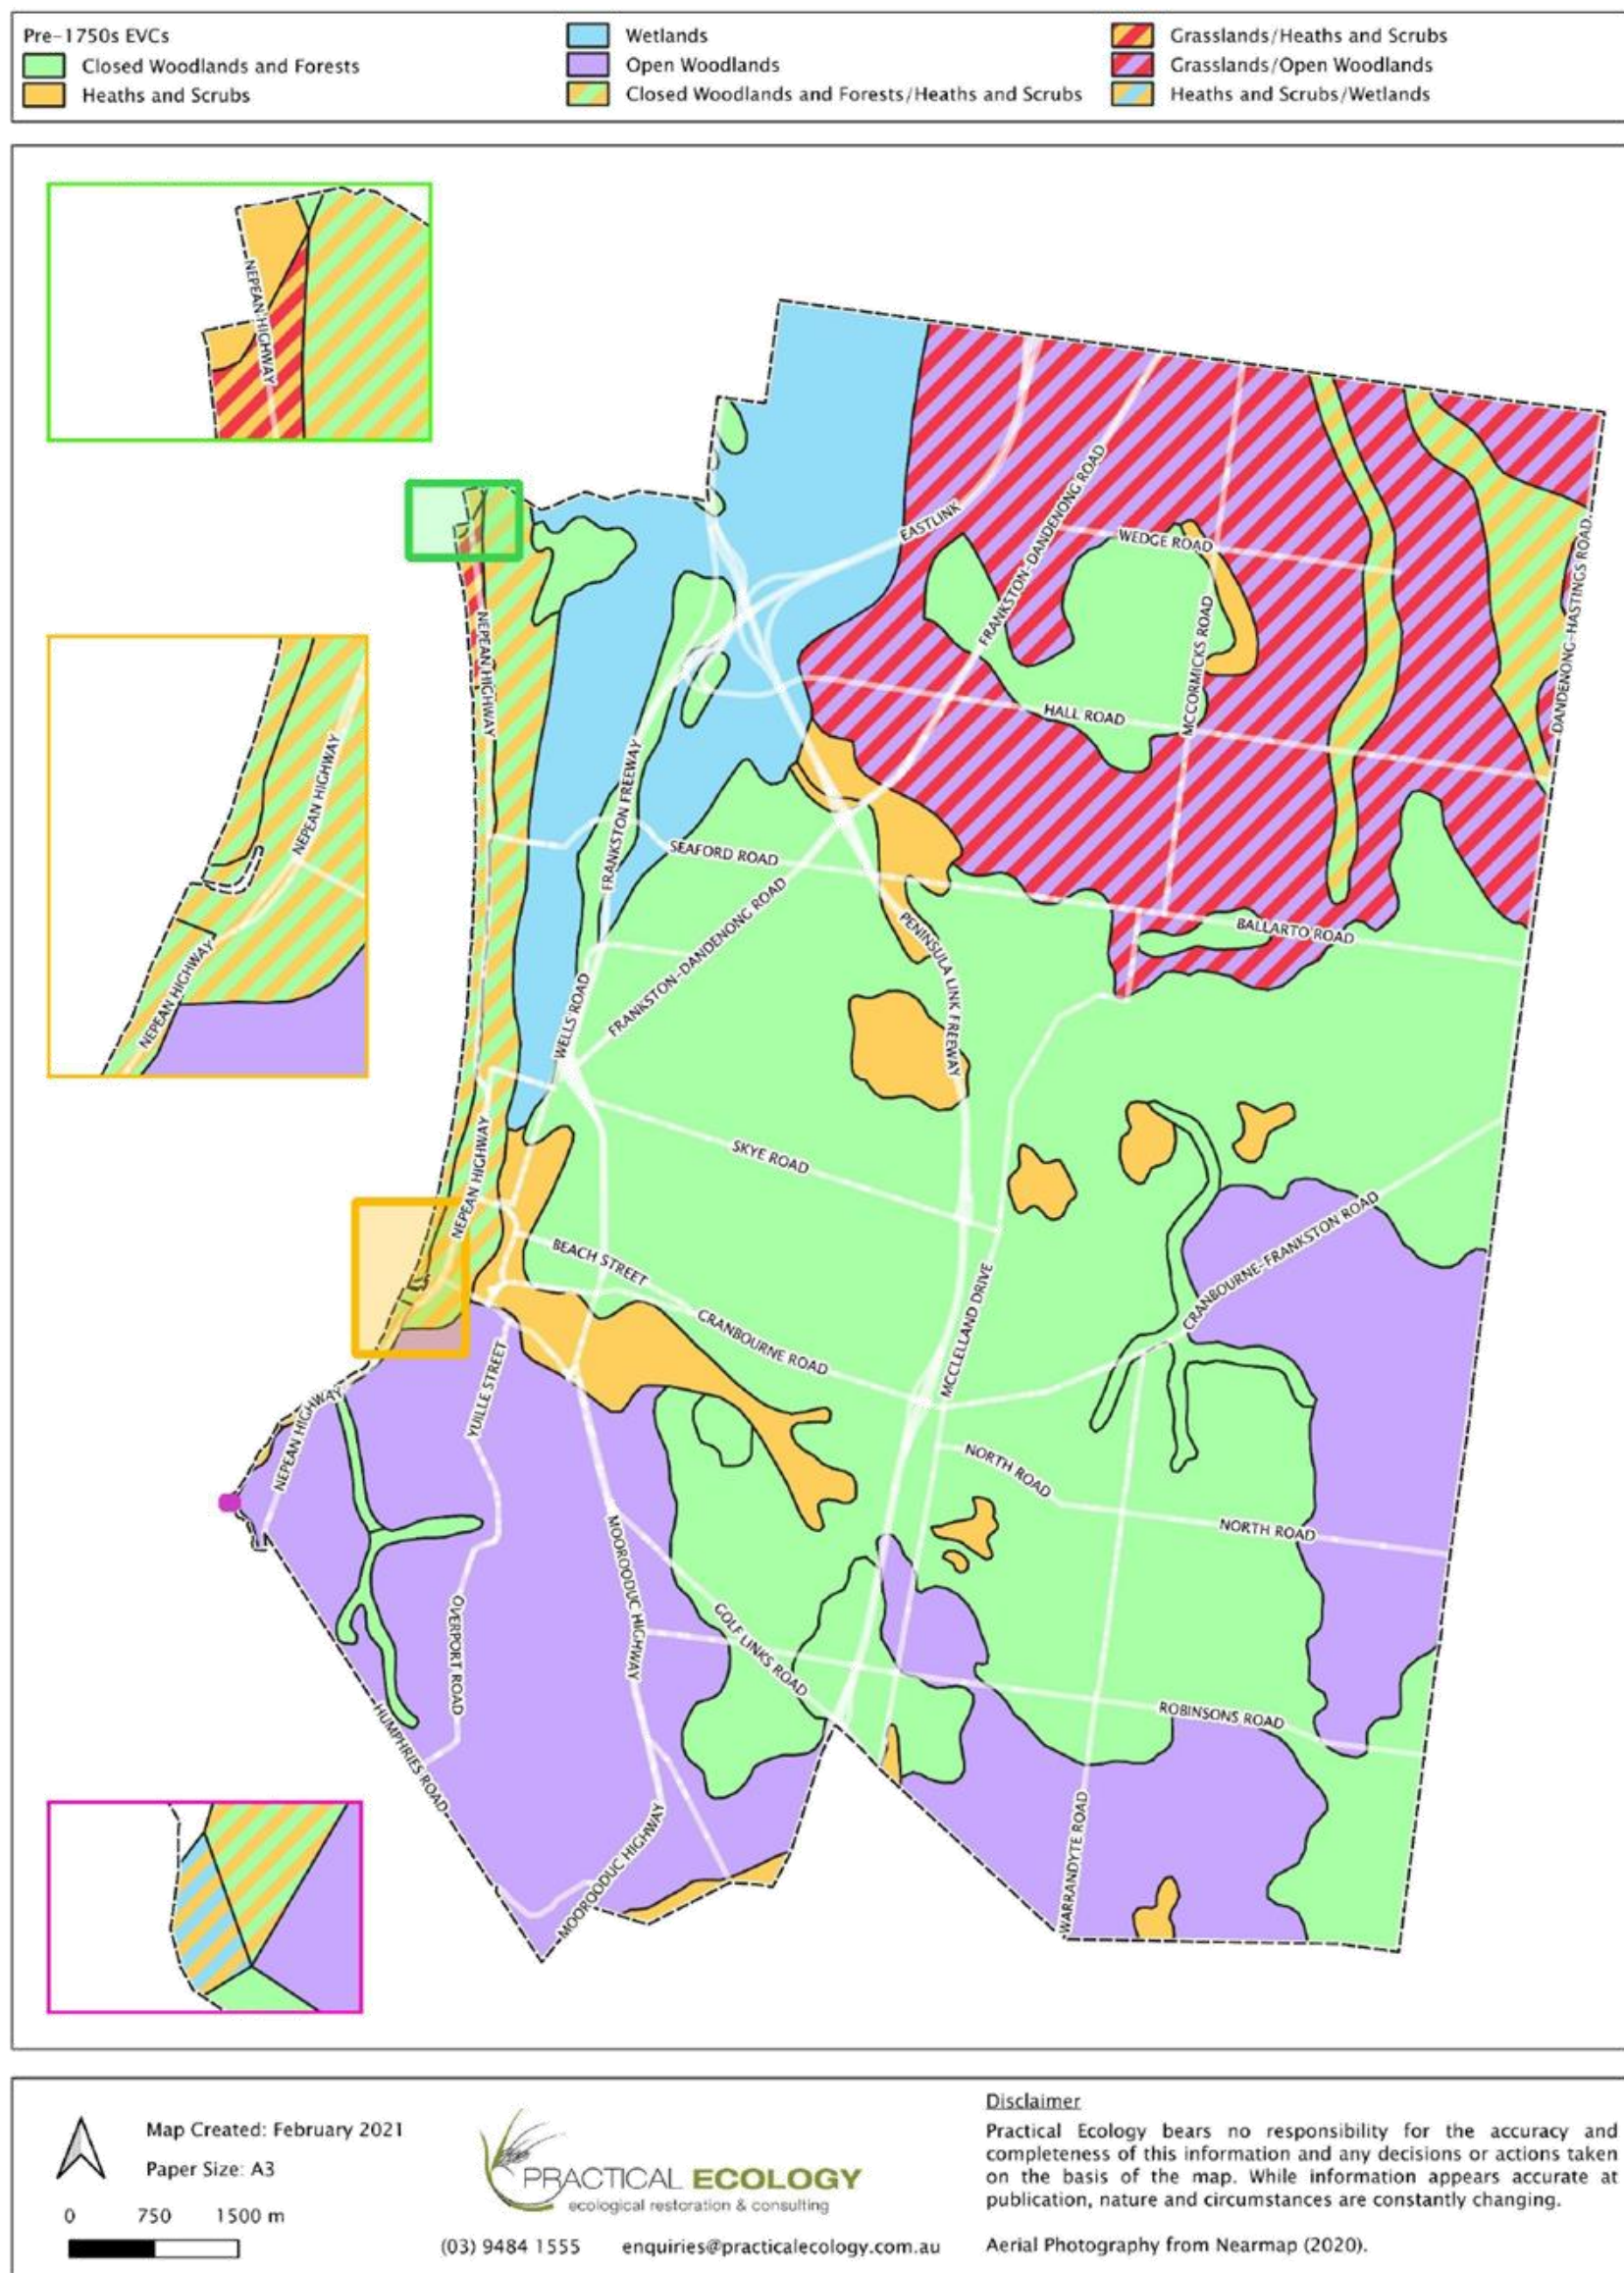 Pre-1750s EVCs
Closed Woodlands and Forests
Heaths and Scrubs
Wetlands
Open Woodlands
Closed Woodlands and Forests/Heaths and Scrubs
Grasslands/Heaths and Scrubs
Grasslands/Open Woodlands
Heaths and Scrubs/Wetlands
NEPEAN HIGHWAY
NEPEAN HIGHWAY
NEPEAN HIGHWAY
EASTLINK
FRANKSTON-DANDENONG ROAD
WEDGE ROAD
DANDENONG-HASTINGS ROAD
NEPEAN HIGHWAY
MCCORMICKS ROAD
HALL ROAD
FRANKSTON FREEWAY
SEAFORD ROAD
FRANKSTON-DANDENONG ROAD
PENINSULA LINK FREEWAY
BALLARTO ROAD
WELLS ROAD
NEPEAN HIGHWAY
SKYE ROAD
BEACH STREET
CRANBOURNE ROAD
MCCLELLAND DRIVE
CRANBOURNE-FRANKSTON ROAD
YUILLE STREET
NEPEAN HIGHWAY
NORTH ROAD
NORTH ROAD
MOOROODUC HIGHWAY
OVERPORT ROAD
GOLF LINKS ROAD
ROBINSONS ROAD
HUMPHRIES ROAD
MOOROODUC HIGHWAY
WARRANDYTE ROAD
Map Created: February 2021
Paper Size: A3
0 750 1500 m
PRACTICAL ECOLOGY
ecological restoration & consulting
(03) 9484 1555 enquiries@practicalecology.com.au
Disclaimer
Practical Ecology bears no responsibility for the accuracy and
completeness of this information and any decisions or actions taken
on the basis of the map. While information appears accurate at
publication, nature and circumstances are constantly changing.
Aerial Photography from Nearmap (2020).